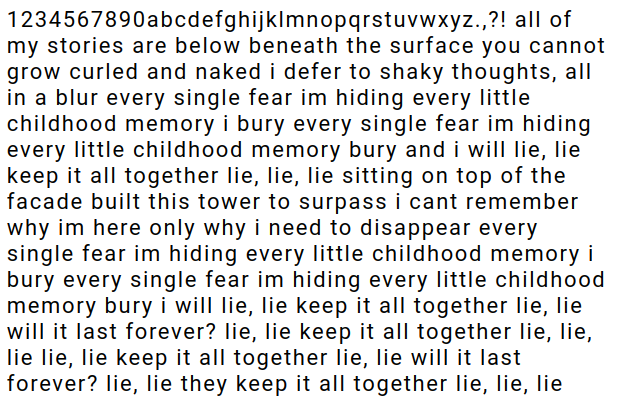 1234567890abcdefghijklmnopqrstuvwxyz.,?! all of
my stories are below beneath the surface you cannot
grow curled and naked i defer to shaky thoughts, all
in a blur every single fear im hiding every little
childhood memory i bury every single fear im hiding
every little childhood memory bury and i will lie, lie
keep it all together lie, lie, lie sitting on top of the
facade built this tower to surpass i cant remember
why im here only why i need to disappear every
single fear im hiding every little childhood memory i
bury every single fear im hiding every little childhood
memory bury i will lie, lie keep it all together lie, lie
will it last forever? lie, lie keep it all together lie, lie,
lie lie, lie keep it all together lie, lie will it last
forever? lie, lie they keep it all together lie, lie, lie